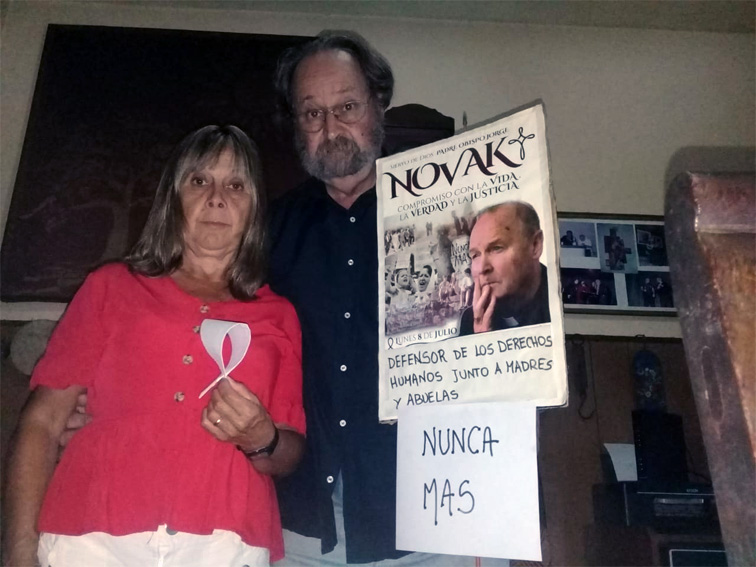 SIERVO DE DIOS PADRE OBISPO JORGE
NOVAK
COMPROMISO CON LA VIDA
LA VERDAD Y LA JUSTICIA
LUNES 8 DE JULIO
DEFENSOR DE LOS DERECHOS
HUMANOS JUNTO A MADRES
Y ABUELAS
NUNCA
MAS